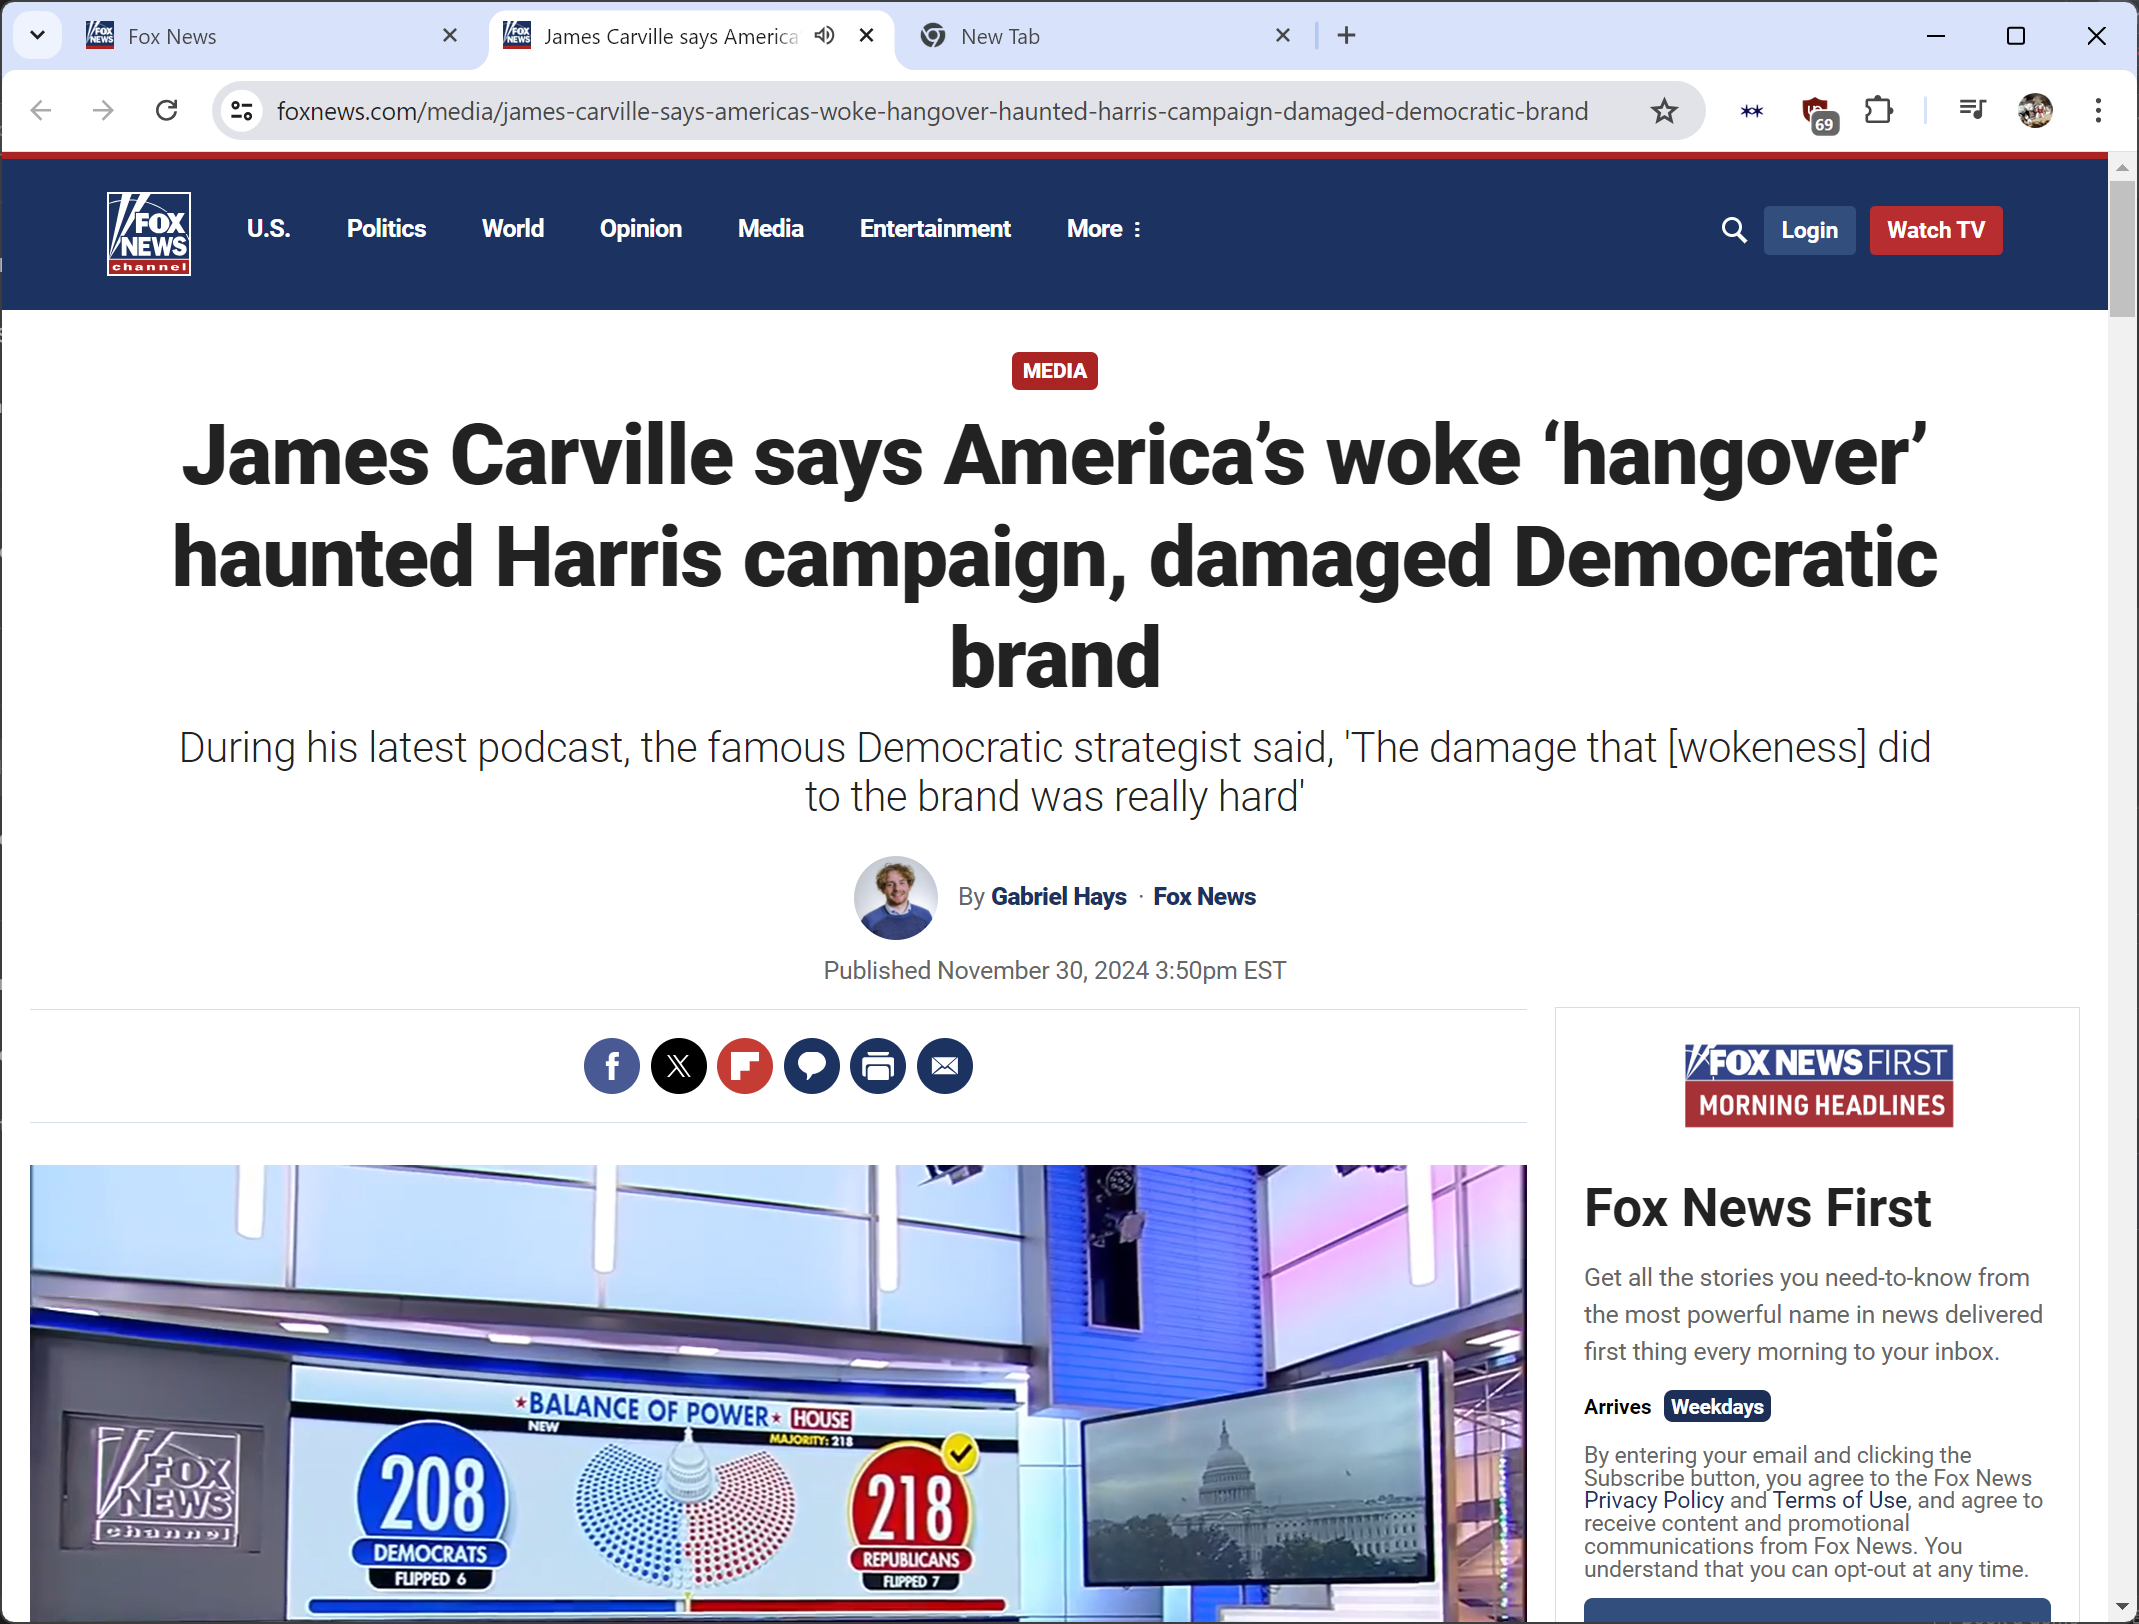 Fox News
James Carville says America'
New Tab
foxnews.com/media/james-carville-says-americas-woke-hangover-haunted-harris-campaign-damaged-democratic-brand
69
FOX NEWS channel
U.S. Politics World Opinion Media Entertainment More
Login
Watch TV
MEDIA
James Carville says America’s woke ‘hangover’
haunted Harris campaign, damaged Democratic
brand
During his latest podcast, the famous Democratic strategist said, 'The damage that [wokeness] did
to the brand was really hard'
By Gabriel Hays · Fox News
Published November 30, 2024 3:50pm EST
FOX NEWS FIRST
MORNING HEADLINES
Fox News First
Get all the stories you need-to-know from
the most powerful name in news delivered
first thing every morning to your inbox.
Arrives Weekdays
By entering your email and clicking the
Subscribe button, you agree to the Fox News
Privacy Policy and Terms of Use, and agree to
receive content and promotional
communications from Fox News. You
understand that you can opt-out at any time.
BALANCE OF POWER HOUSE
NEW
MAJORITY: 218
208
DEMOCRATS
FLIPPED 6
218
REPUBLICANS
FLIPPED 7
FOX
NEWS
channel